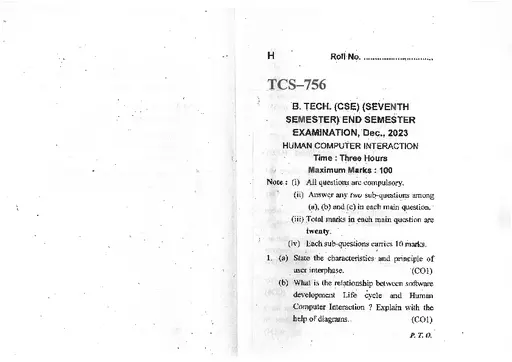 H Roll No. ..............................
TCS–756
B. TECH. (CSE) (SEVENTH
SEMESTER) END SEMESTER
EXAMINATION, Dec., 2023
HUMAN COMPUTER INTERACTION
Time : Three Hours
Maximum Marks : 100
Note : (i) All questions are compulsory.
(ii) Answer any two sub-questions among
(a), (b) and (c) in each main question.
(iii) Total marks in each main question are
twenty.
(iv) Each sub-questions carries 10 marks.
1. (a) State the characteristics and principle of
user interphase. (CO1)
(b) What is the relationship between software
development Life cycle and Human
Computer Interaction ? Explain with the
help of diagrams. (CO1)
P. T. O.